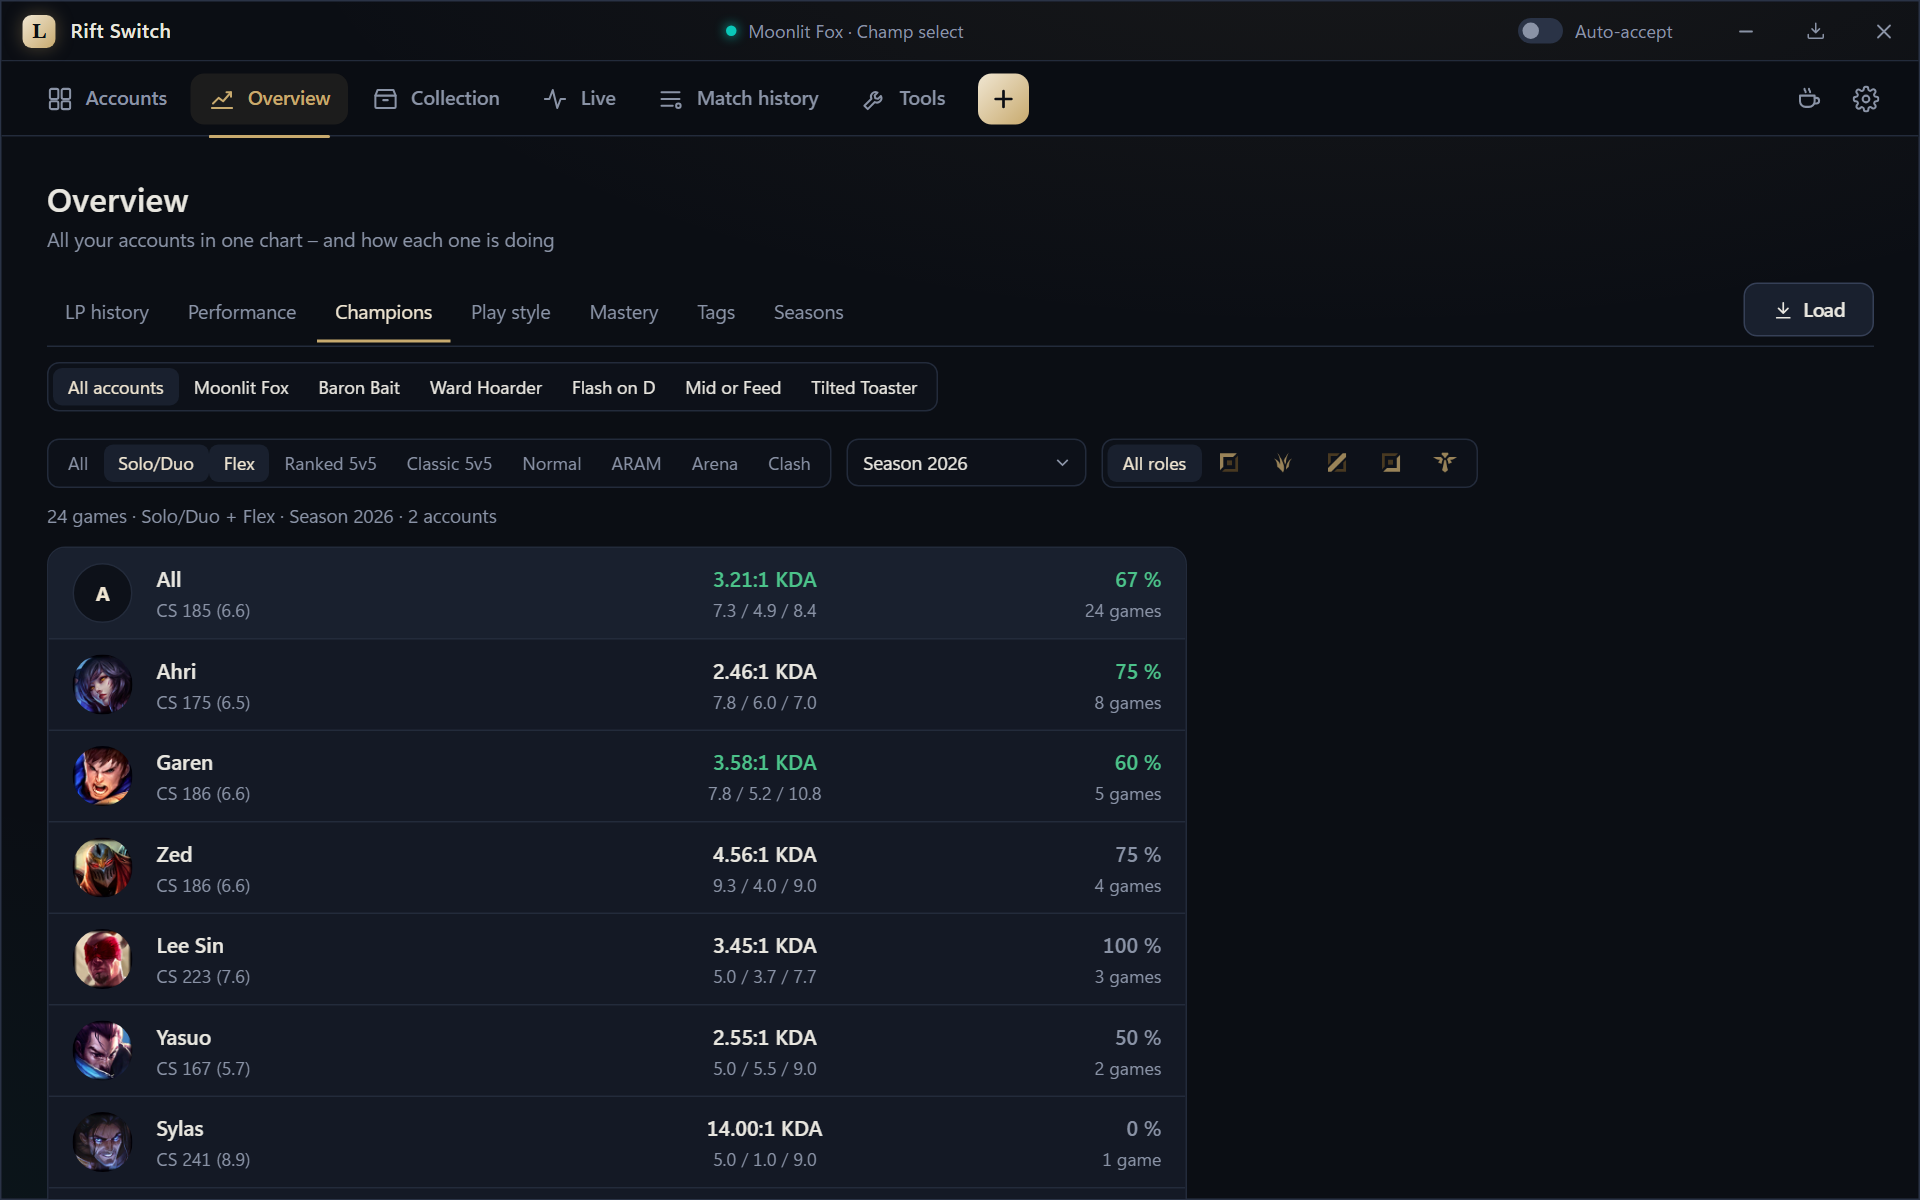 L Rift Switch
Moonlit Fox · Champ select
Auto-accept
Accounts
Overview
Collection
Live
Match history
Tools
Overview
All your accounts in one chart – and how each one is doing
LP history
Performance
Champions
Play style
Mastery
Tags
Seasons
Load
All accounts
Moonlit Fox
Baron Bait
Ward Hoarder
Flash on D
Mid or Feed
Tilted Toaster
All
Solo/Duo
Flex
Ranked 5v5
Classic 5v5
Normal
ARAM
Arena
Clash
Season 2026
All roles
24 games · Solo/Duo + Flex · Season 2026 · 2 accounts
A
All
3.21:1 KDA
67 %
CS 185 (6.6)
7.3 / 4.9 / 8.4
24 games
Ahri
2.46:1 KDA
75 %
CS 175 (6.5)
7.8 / 6.0 / 7.0
8 games
Garen
3.58:1 KDA
60 %
CS 186 (6.6)
7.8 / 5.2 / 10.8
5 games
Zed
4.56:1 KDA
75 %
CS 186 (6.6)
9.3 / 4.0 / 9.0
4 games
Lee Sin
3.45:1 KDA
100 %
CS 223 (7.6)
5.0 / 3.7 / 7.7
3 games
Yasuo
2.55:1 KDA
50 %
CS 167 (5.7)
5.0 / 5.5 / 9.0
2 games
Sylas
14.00:1 KDA
0 %
CS 241 (8.9)
5.0 / 1.0 / 9.0
1 game